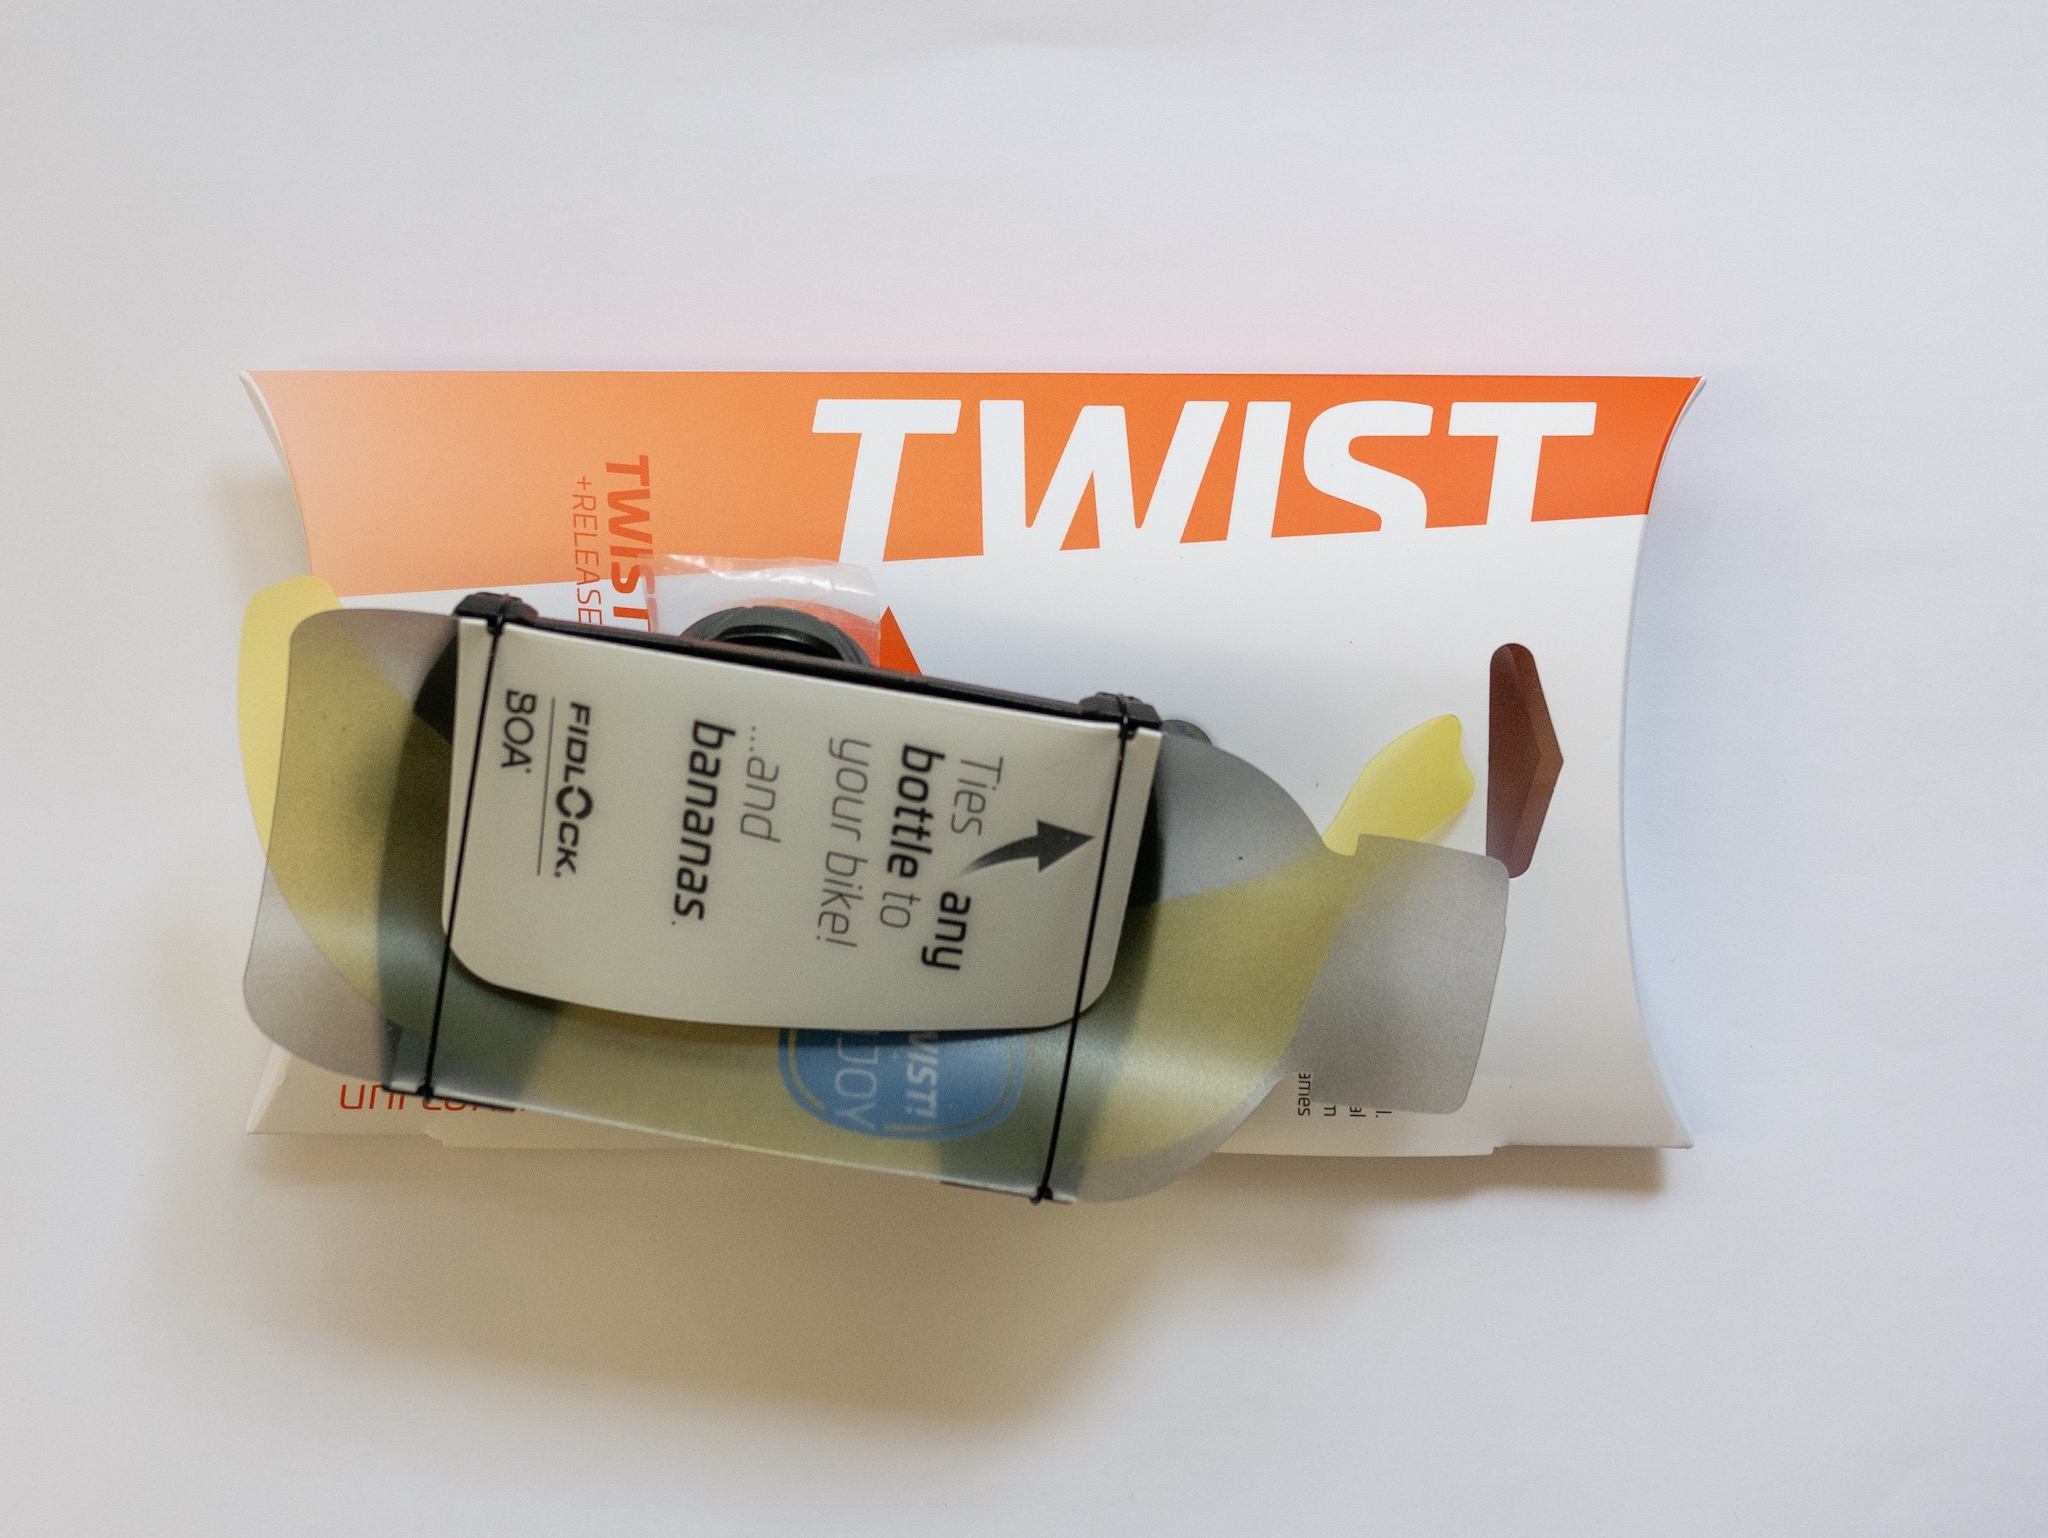 TWIST
TWIST
+RELEASE
Ties any
bottle to
your bike!
...and
bananas.
FIDLOCK®
BOA®